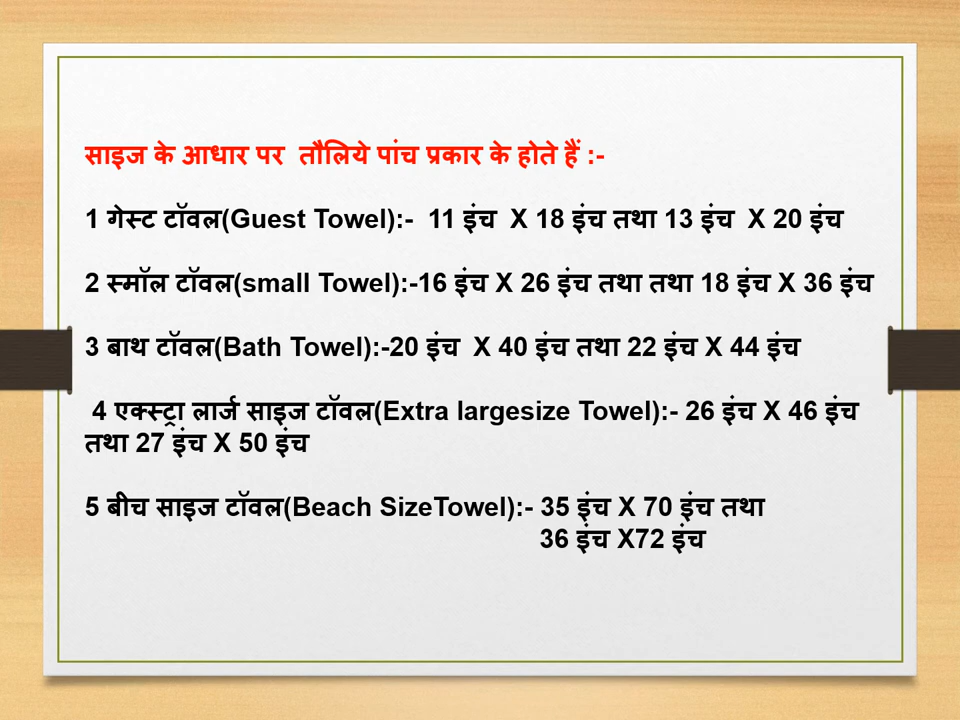 साइज के आधार पर  तौलिये पांच प्रकार के होते हैं :-
1 गेस्ट टॉवल(Guest Towel):-  11 इंच  X 18 इंच तथा 13 इंच  X 20 इंच
2 स्मॉल टॉवल(small Towel):-16 इंच X 26 इंच तथा तथा 18 इंच X 36 इंच
3 बाथ टॉवल(Bath Towel):-20 इंच  X 40 इंच तथा 22 इंच X 44 इंच
4 एक्स्ट्रा लार्ज साइज टॉवल(Extra largesize Towel):- 26 इंच X 46 इंच
तथा 27 इंच X 50 इंच
5 बीच साइज टॉवल(Beach SizeTowel):- 35 इंच X 70 इंच तथा
36 इंच X72 इंच